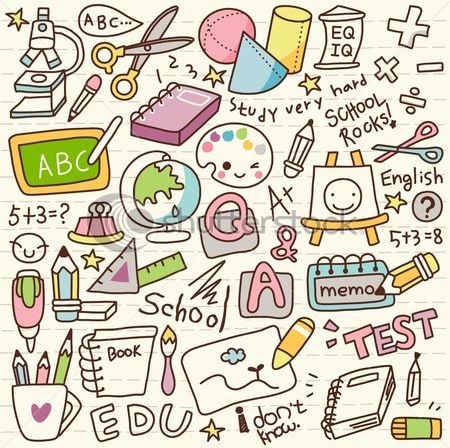 ABC...
EQ
IQ
1 2 3
Study very hard
SCHOOL
Rocks!
ABC
English
?
A+
5+3=?
5+3=8
Q
&
shutterstock
A
School
memo
TEST
BOOK
EDU
i don't
know.